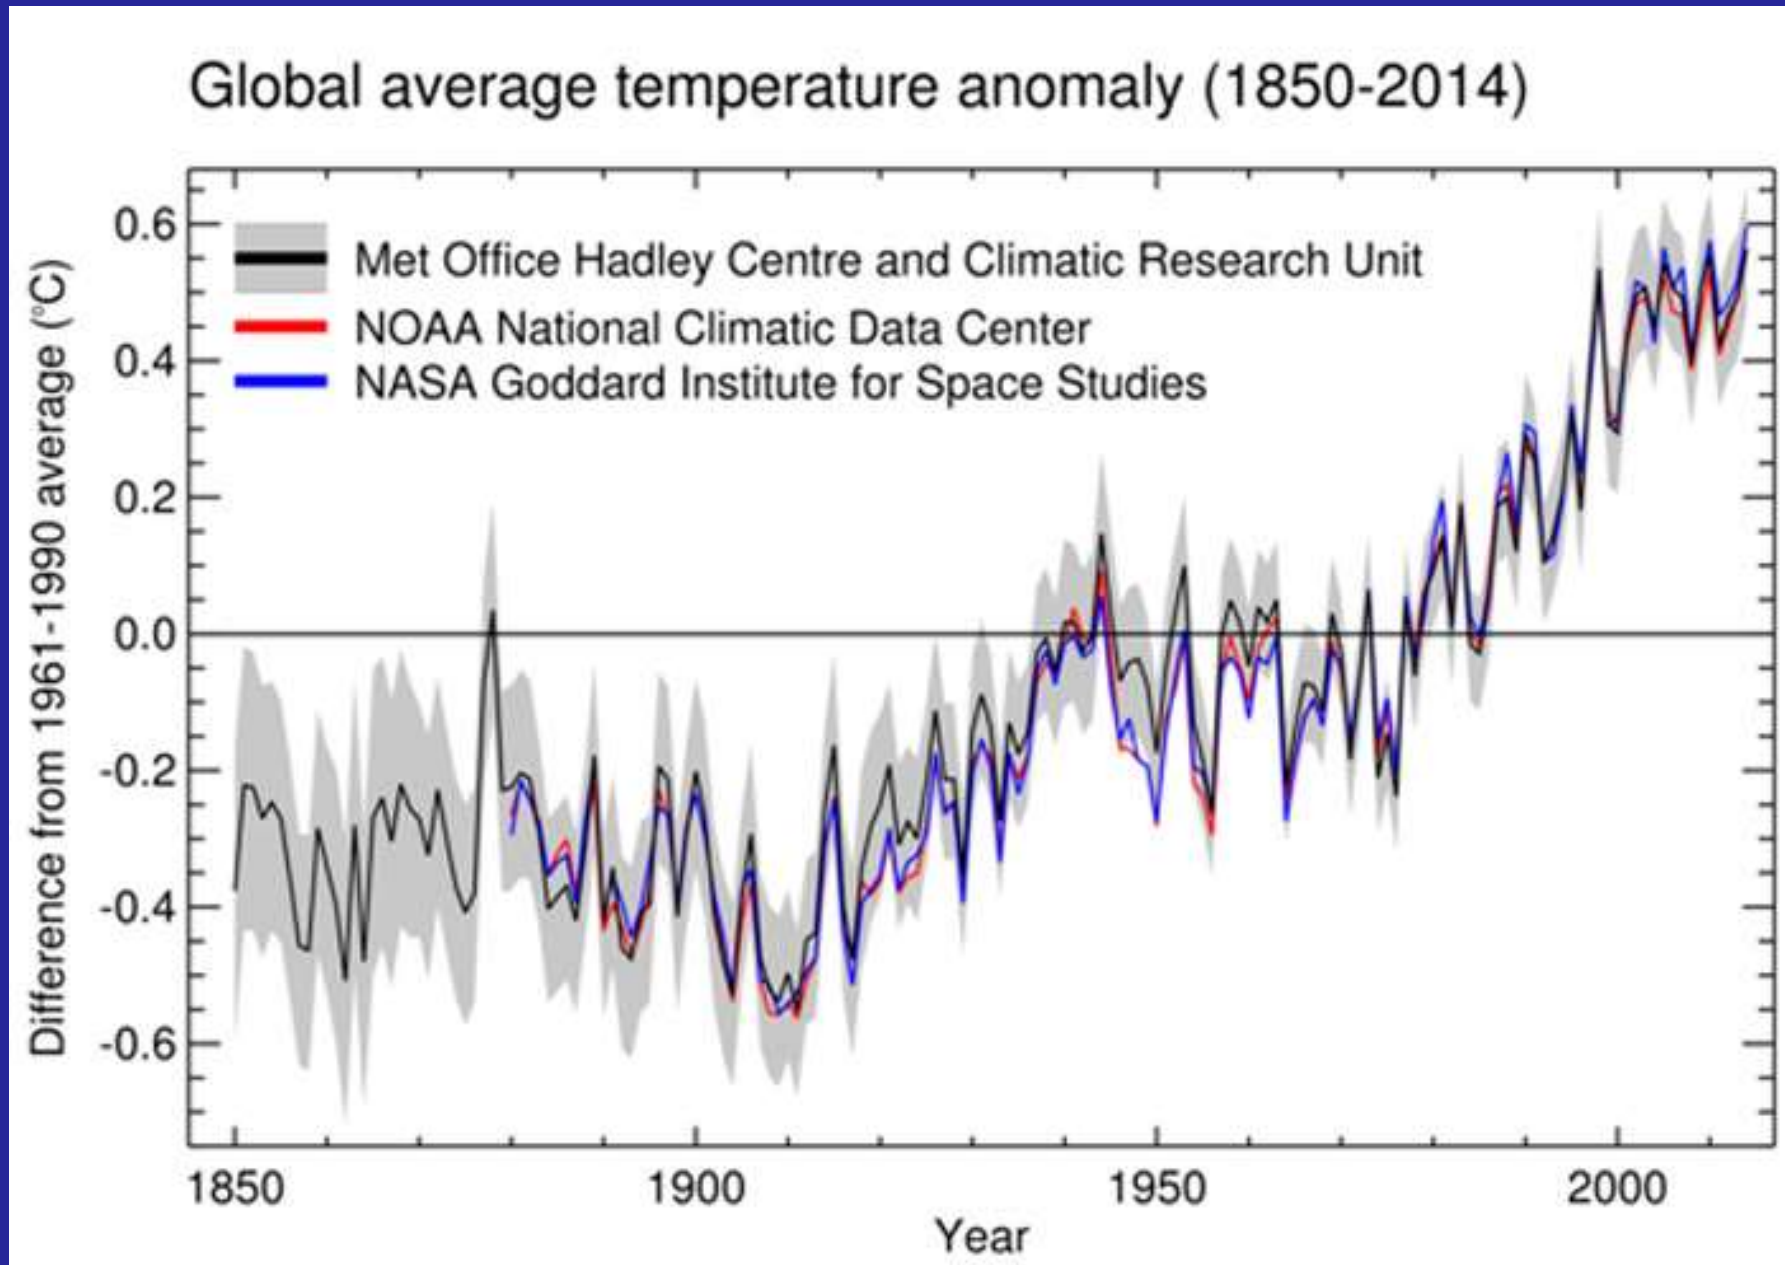 Global average temperature anomaly (1850-2014)
Difference from 1961-1990 average (°C)
0.6
0.4
0.2
0.0
-0.2
-0.4
-0.6
Met Office Hadley Centre and Climatic Research Unit
NOAA National Climatic Data Center
NASA Goddard Institute for Space Studies
1850 1900 1950 2000
Year